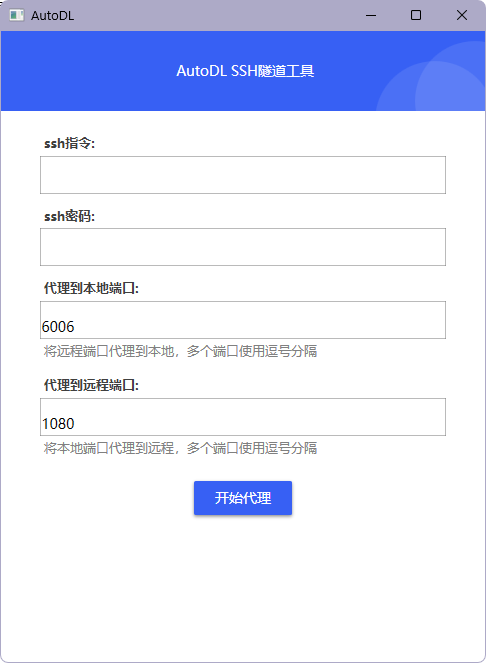 AutoDL
AutoDL SSH隧道工具
ssh指令:
ssh密码:
代理到本地端口:
6006
将远程端口代理到本地，多个端口使用逗号分隔
代理到远程端口:
1080
将本地端口代理到远程，多个端口使用逗号分隔
开始代理